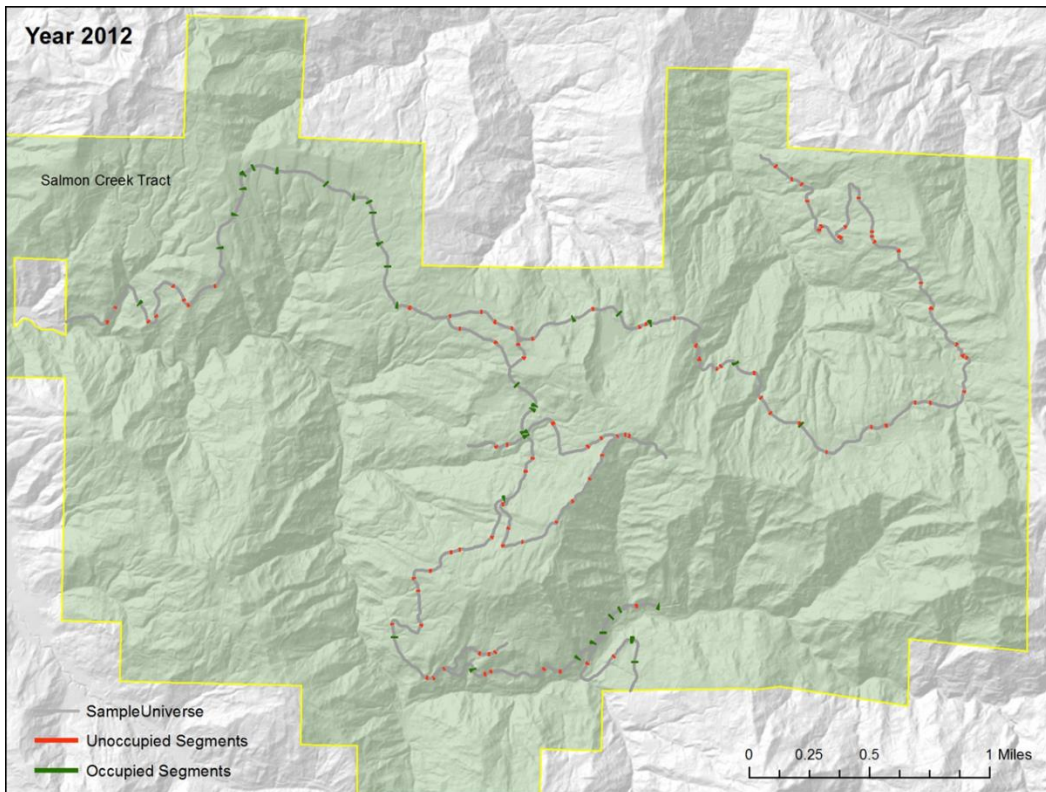 Year 2012
Salmon Creek Tract
SampleUniverse
Unoccupied Segments
Occupied Segments
0 0.25 0.5 1 Miles